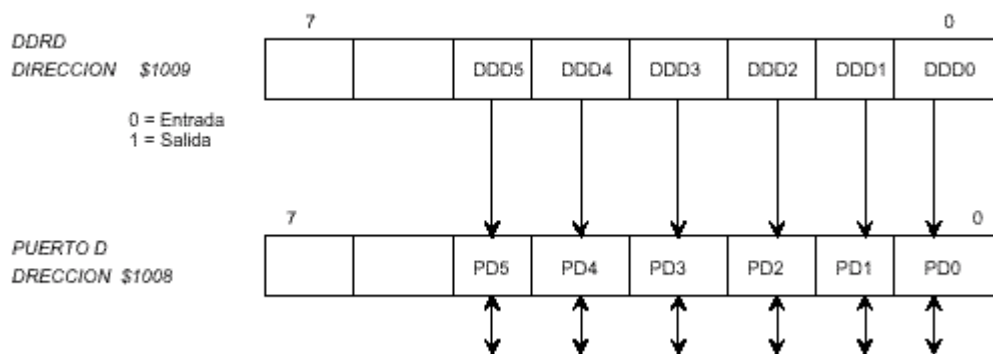 7 0
DDRD
DIRECCION $1009
DDD5 DDD4 DDD3 DDD2 DDD1 DDD0
0 = Entrada
1 = Salida
7 0
PUERTO D
DRECCION $1008
PD5 PD4 PD3 PD2 PD1 PD0